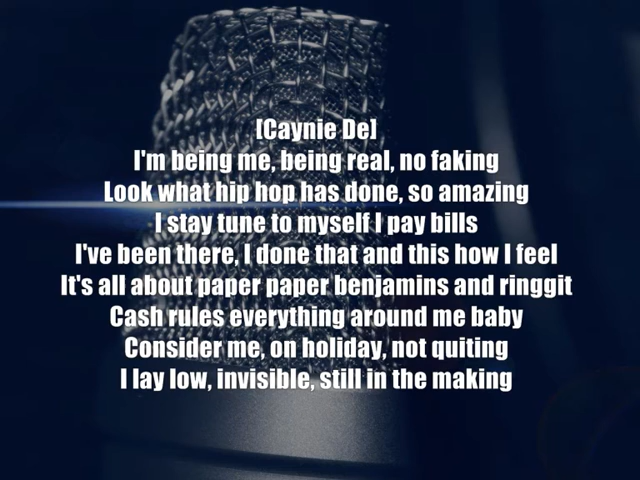 [Caynie De]
I'm being me, being real, no faking
Look what hip hop has done, so amazing
I stay tune to myself I pay bills
I've been there, I done that and this how I feel
It's all about paper paper benjamins and ringgit
Cash rules everything around me baby
Consider me, on holiday, not quiting
I lay low, invisible, still in the making